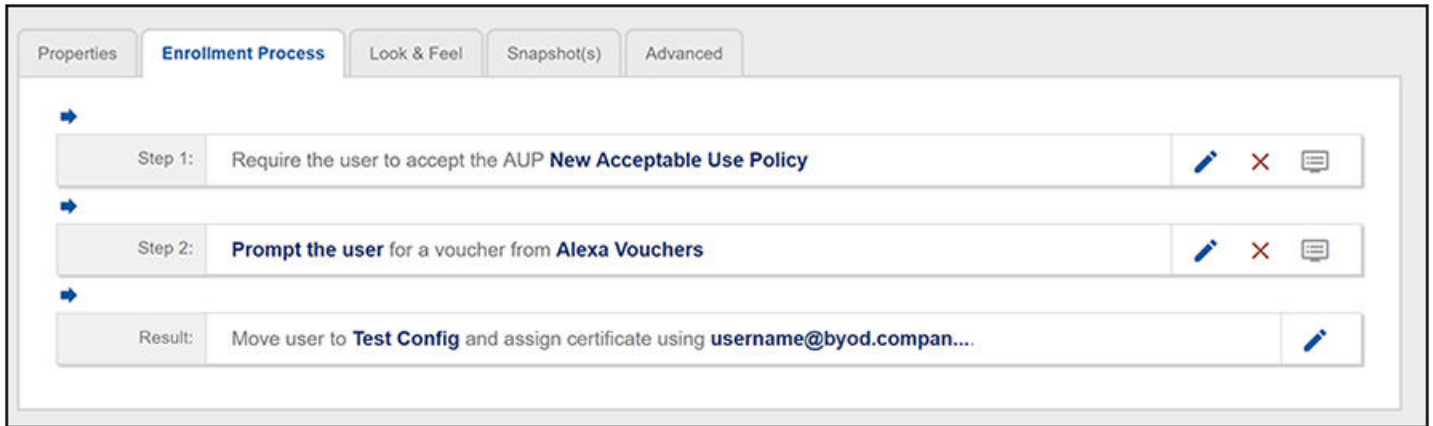 Properties Enrollment Process Look & Feel Snapshot(s) Advanced
Step 1: Require the user to accept the AUP New Acceptable Use Policy
Step 2: Prompt the user for a voucher from Alexa Vouchers
Result: Move user to Test Config and assign certificate using username@byod.compan....